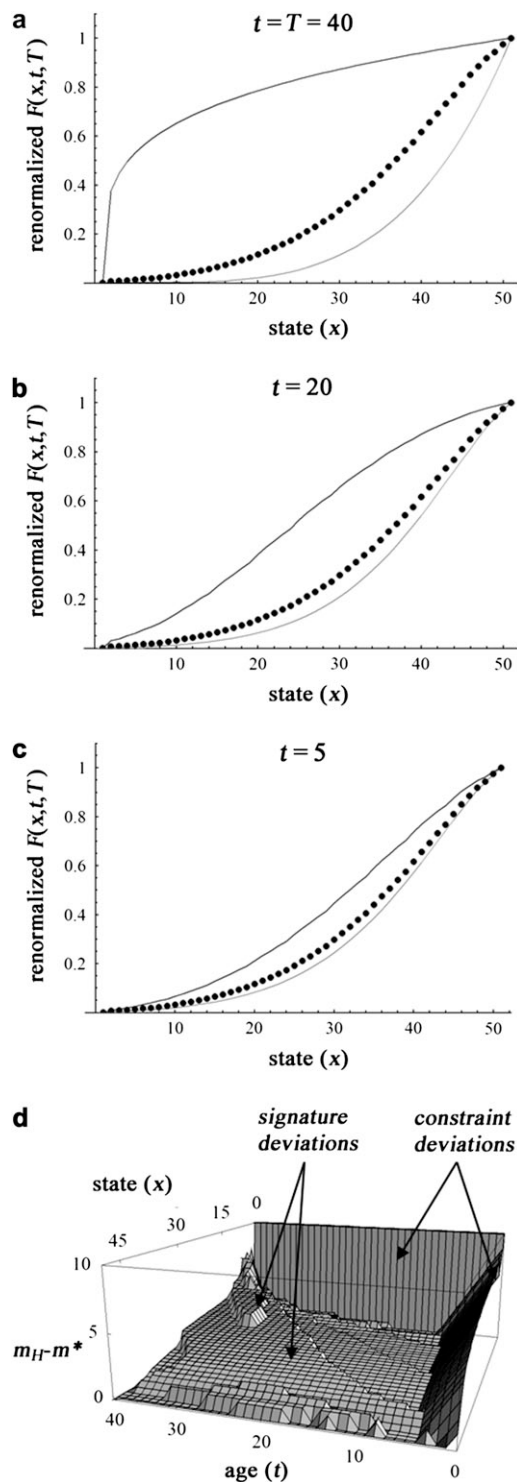 a
t = T = 40
renormalized F(x,t,T)
1
0.8
0.6
0.4
0.2
10 20 30 40 50
state (x)
b
t = 20
renormalized F(x,t,T)
1
0.8
0.6
0.4
0.2
10 20 30 40 50
state (x)
c
t = 5
renormalized F(x,t,T)
1
0.8
0.6
0.4
0.2
10 20 30 40 50
state (x)
d
signature deviations
constraint deviations
state (x)
45 30 15 0
10
5
0
m_H-m*
40 30 20 10 0
age (t)